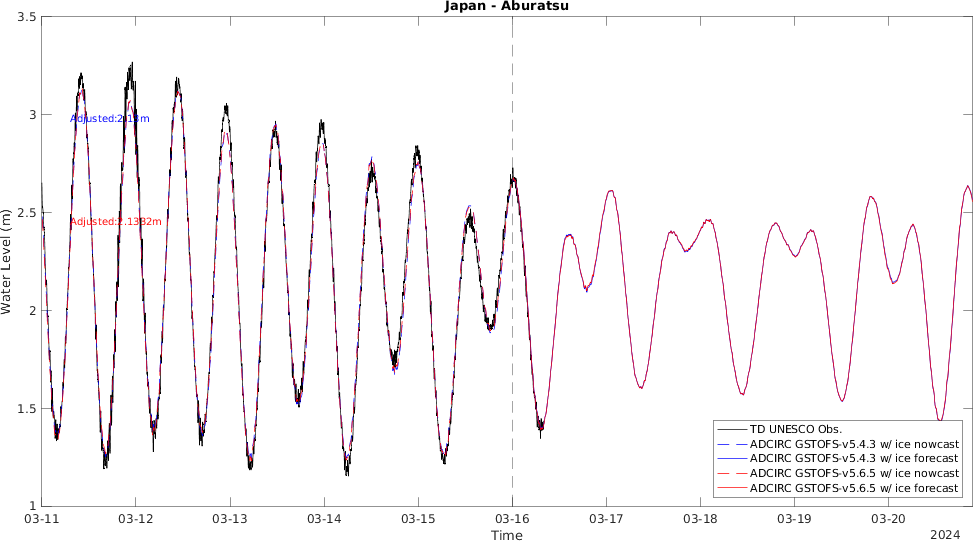 Japan - Aburatsu
3.5
3
2.5
2
1.5
1
Water Level (m)
Adjusted:2.13m
Adjusted:2.1382m
TD UNESCO Obs.
ADCIRC GSTOFS-v5.4.3 w/ ice nowcast
ADCIRC GSTOFS-v5.4.3 w/ ice forecast
ADCIRC GSTOFS-v5.6.5 w/ ice nowcast
ADCIRC GSTOFS-v5.6.5 w/ ice forecast
03-11 03-12 03-13 03-14 03-15 03-16 03-17 03-18 03-19 03-20
Time
2024